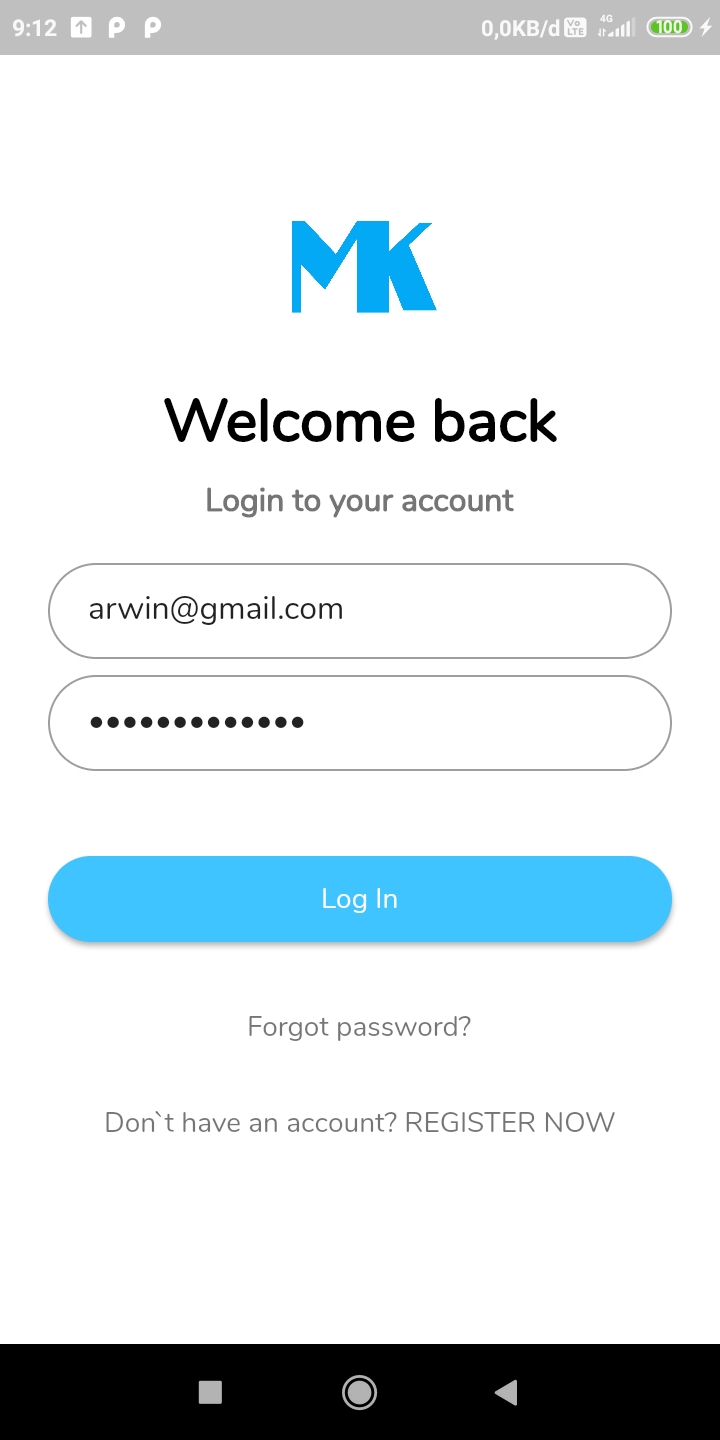 9:12 0,0KB/d Vo LTE 4G 100
MK
Welcome back
Login to your account
arwin@gmail.com
•••••••••••••
Log In
Forgot password?
Don`t have an account? REGISTER NOW